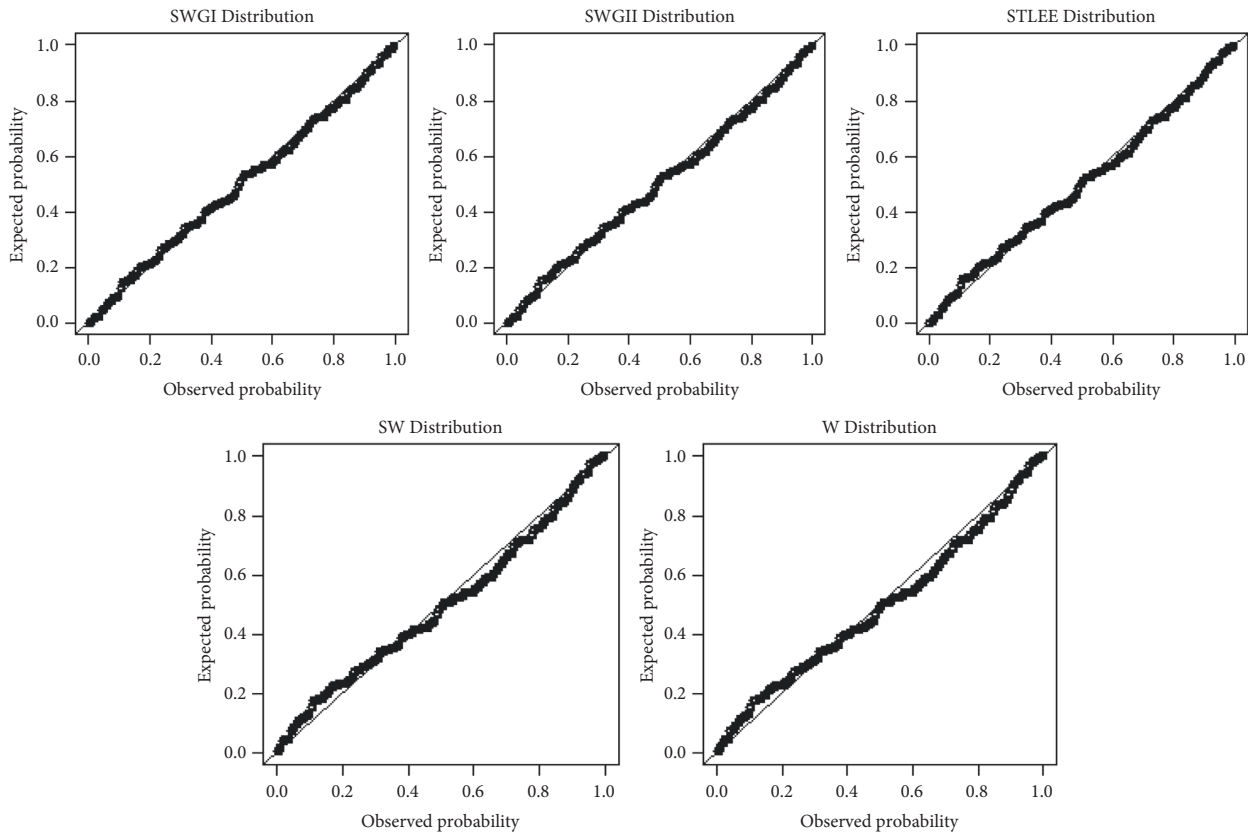 SWGI Distribution
1.0
0.8
0.6
0.4
0.2
0.0
Expected probability
0.0 0.2 0.4 0.6 0.8 1.0
Observed probability
SWGII Distribution
1.0
0.8
0.6
0.4
0.2
0.0
Expected probability
0.0 0.2 0.4 0.6 0.8 1.0
Observed probability
STLEE Distribution
1.0
0.8
0.6
0.4
0.2
0.0
Expected probability
0.0 0.2 0.4 0.6 0.8 1.0
Observed probability
SW Distribution
1.0
0.8
0.6
0.4
0.2
0.0
Expected probability
0.0 0.2 0.4 0.6 0.8 1.0
Observed probability
W Distribution
1.0
0.8
0.6
0.4
0.2
0.0
Expected probability
0.0 0.2 0.4 0.6 0.8 1.0
Observed probability